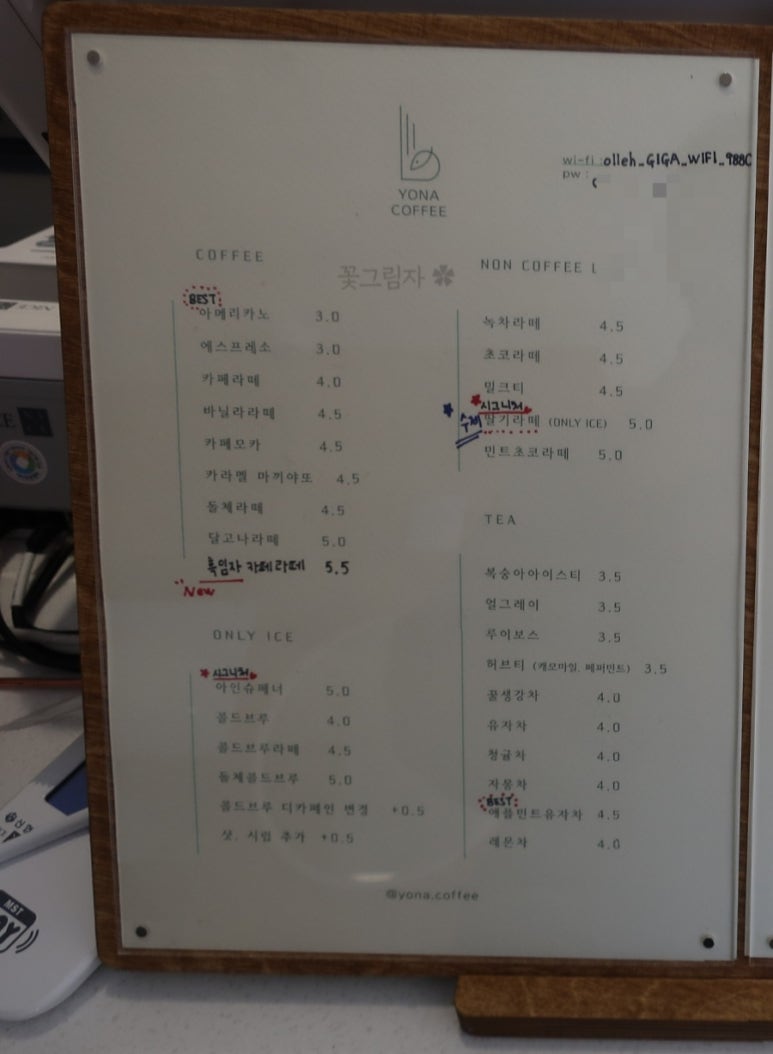 YONA
COFFEE
wi-fi : olleh_GIGA_WIFI_988C
pw :
꽃그림자
COFFEE
BEST
아메리카노 3.0
에스프레소 3.0
카페라떼 4.0
바닐라라떼 4.5
카페모카 4.5
카라멜 마끼야또 4.5
돌체라떼 4.5
달고나라떼 5.0
흑임자 카페라떼 5.5
New
ONLY ICE
시그니처
아인슈페너 5.0
콜드브루 4.0
콜드브루라떼 4.5
돌체콜드브루 5.0
콜드브루 디카페인 변경 +0.5
샷, 시럽 추가 +0.5
NON COFFEE L
녹차라떼 4.5
초코라떼 4.5
밀크티 4.5
시그니처
수제 딸기라떼 (ONLY ICE) 5.0
민트초코라떼 5.0
TEA
복숭아아이스티 3.5
얼그레이 3.5
루이보스 3.5
허브티 (캐모마일, 페퍼민트) 3.5
꿀생강차 4.0
유자차 4.0
청귤차 4.0
자몽차 4.0
BEST
애플민트유자차 4.5
레몬차 4.0
@yona.coffee
신한
MST